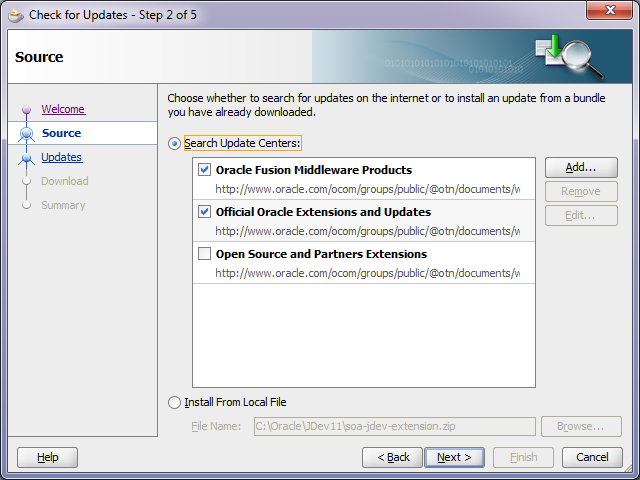 Check for Updates - Step 2 of 5
Source
010101010101010101010101
0101010101
Choose whether to search for updates on the internet or to install an update from a bundle
you have already downloaded.
Welcome
Source
Updates
Download
Summary
Search Update Centers:
Oracle Fusion Middleware Products
http://www.oracle.com/ocom/groups/public/@otn/documents/w
Official Oracle Extensions and Updates
http://www.oracle.com/ocom/groups/public/@otn/documents/w
Open Source and Partners Extensions
http://www.oracle.com/ocom/groups/public/@otn/documents/w
Add...
Remove
Edit...
Install From Local File
File Name: C:\Oracle\JDev11\soa-jdev-extension.zip Browse...
Help < Back Next > Finish Cancel